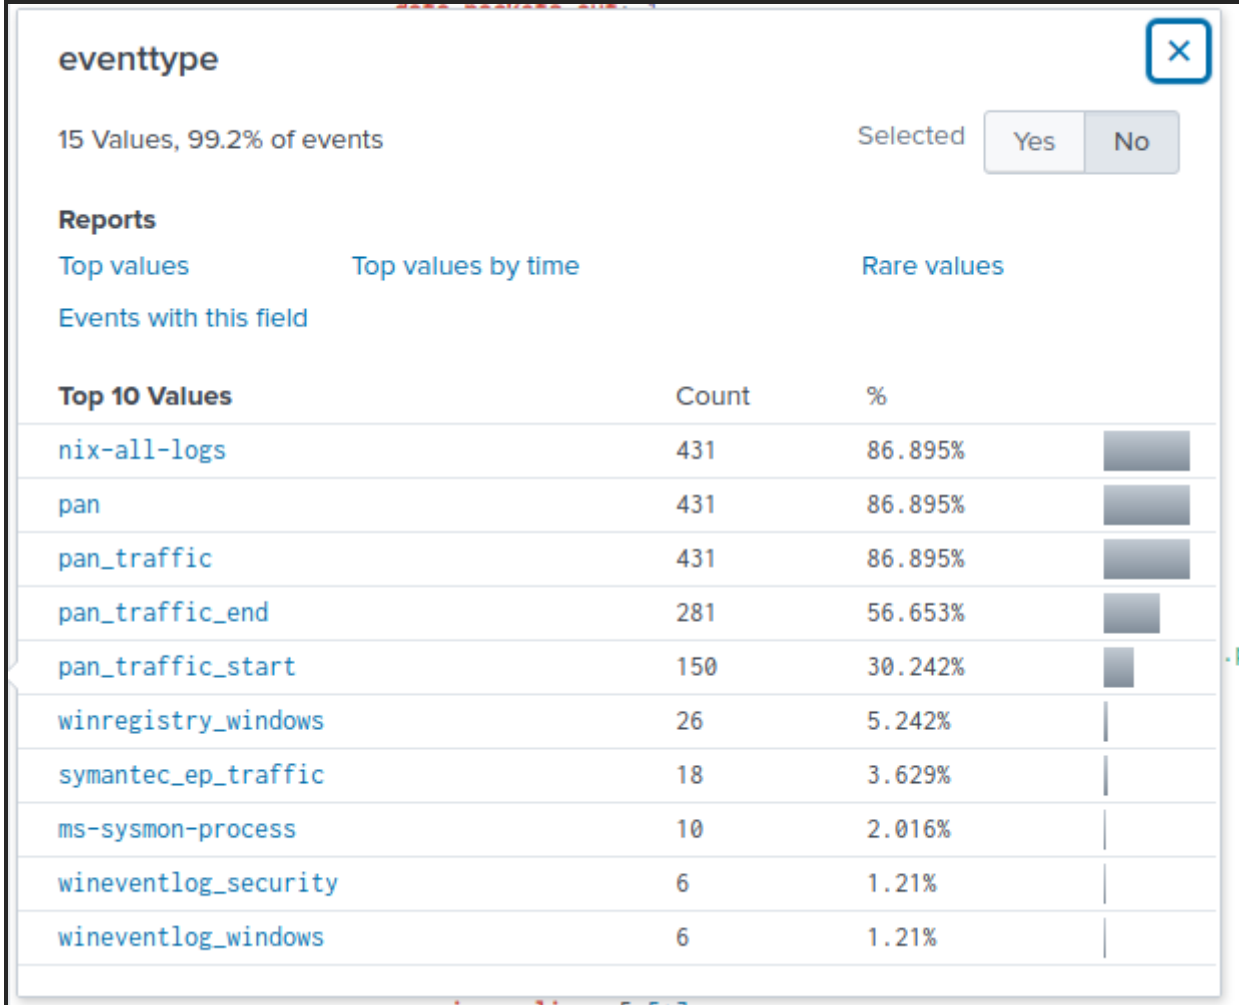 eventtype
15 Values, 99.2% of events
Selected Yes No
Reports
Top values Top values by time Rare values
Events with this field
Top 10 Values Count %
nix-all-logs 431 86.895%
pan 431 86.895%
pan_traffic 431 86.895%
pan_traffic_end 281 56.653%
pan_traffic_start 150 30.242%
winregistry_windows 26 5.242%
symantec_ep_traffic 18 3.629%
ms-sysmon-process 10 2.016%
wineventlog_security 6 1.21%
wineventlog_windows 6 1.21%